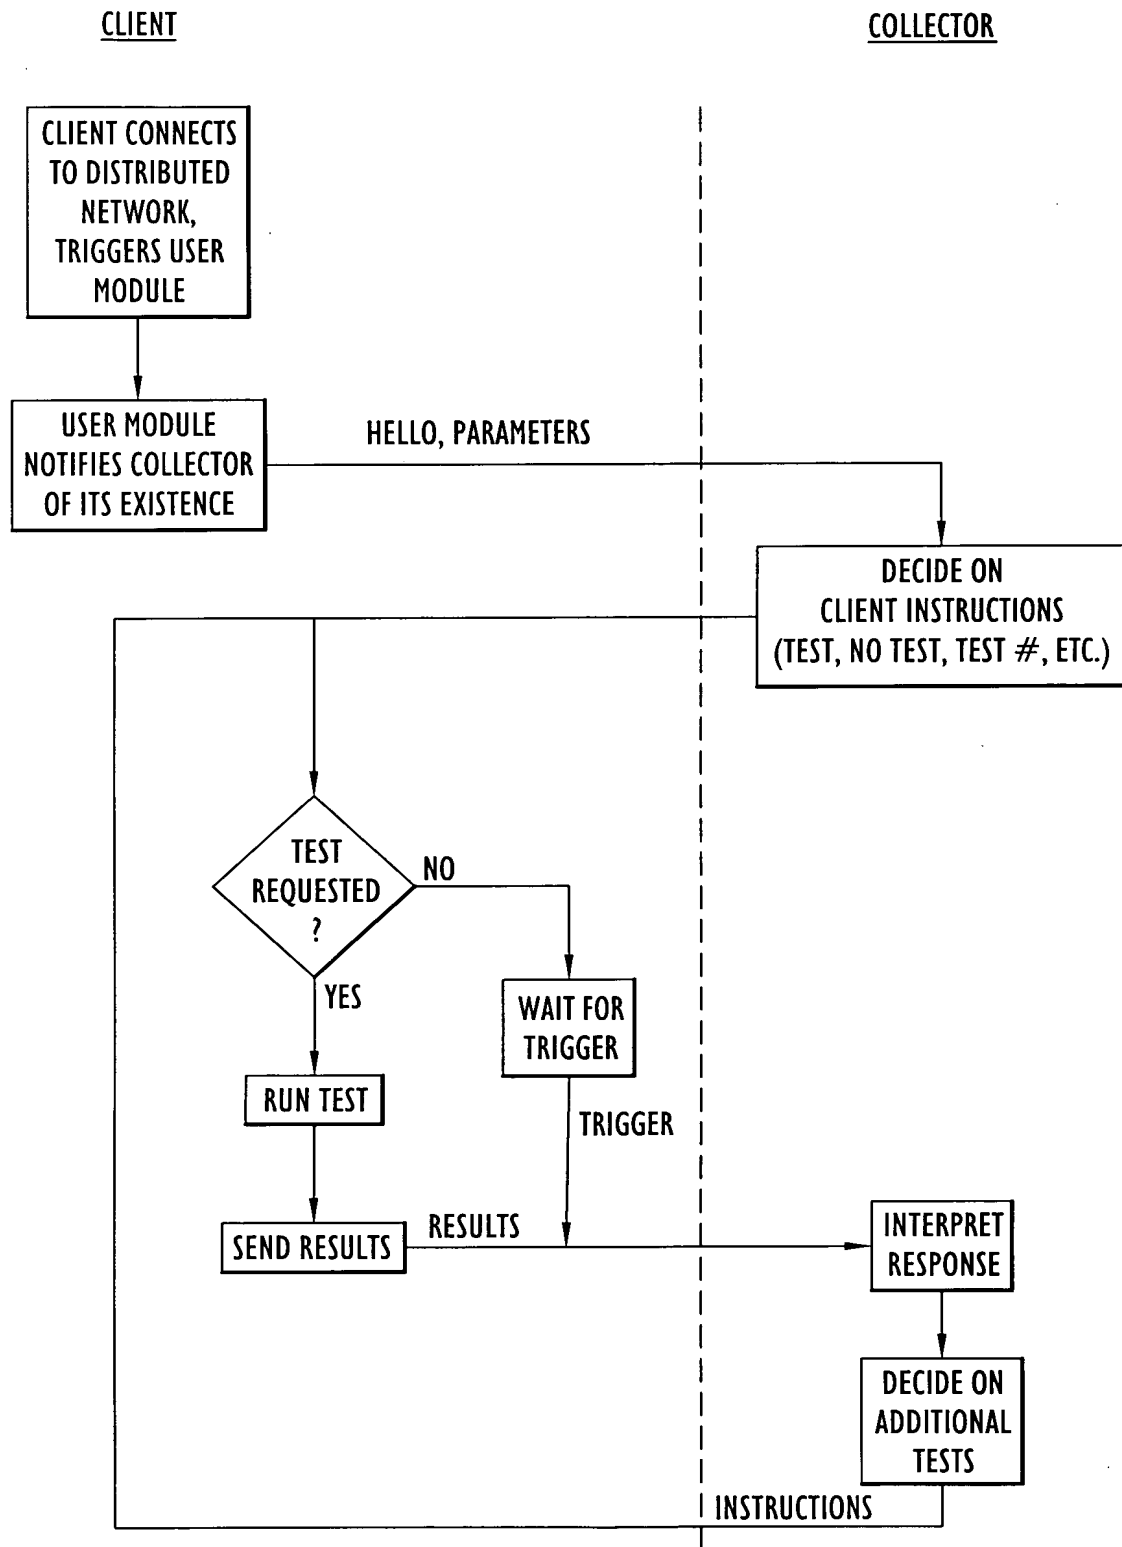 CLIENT
COLLECTOR
CLIENT CONNECTS
TO DISTRIBUTED
NETWORK,
TRIGGERS USER
MODULE
USER MODULE
NOTIFIES COLLECTOR
OF ITS EXISTENCE
HELLO, PARAMETERS
DECIDE ON
CLIENT INSTRUCTIONS
(TEST, NO TEST, TEST #, ETC.)
TEST
REQUESTED
?
NO
YES
WAIT FOR
TRIGGER
RUN TEST
TRIGGER
SEND RESULTS
RESULTS
INTERPRET
RESPONSE
DECIDE ON
ADDITIONAL
TESTS
INSTRUCTIONS